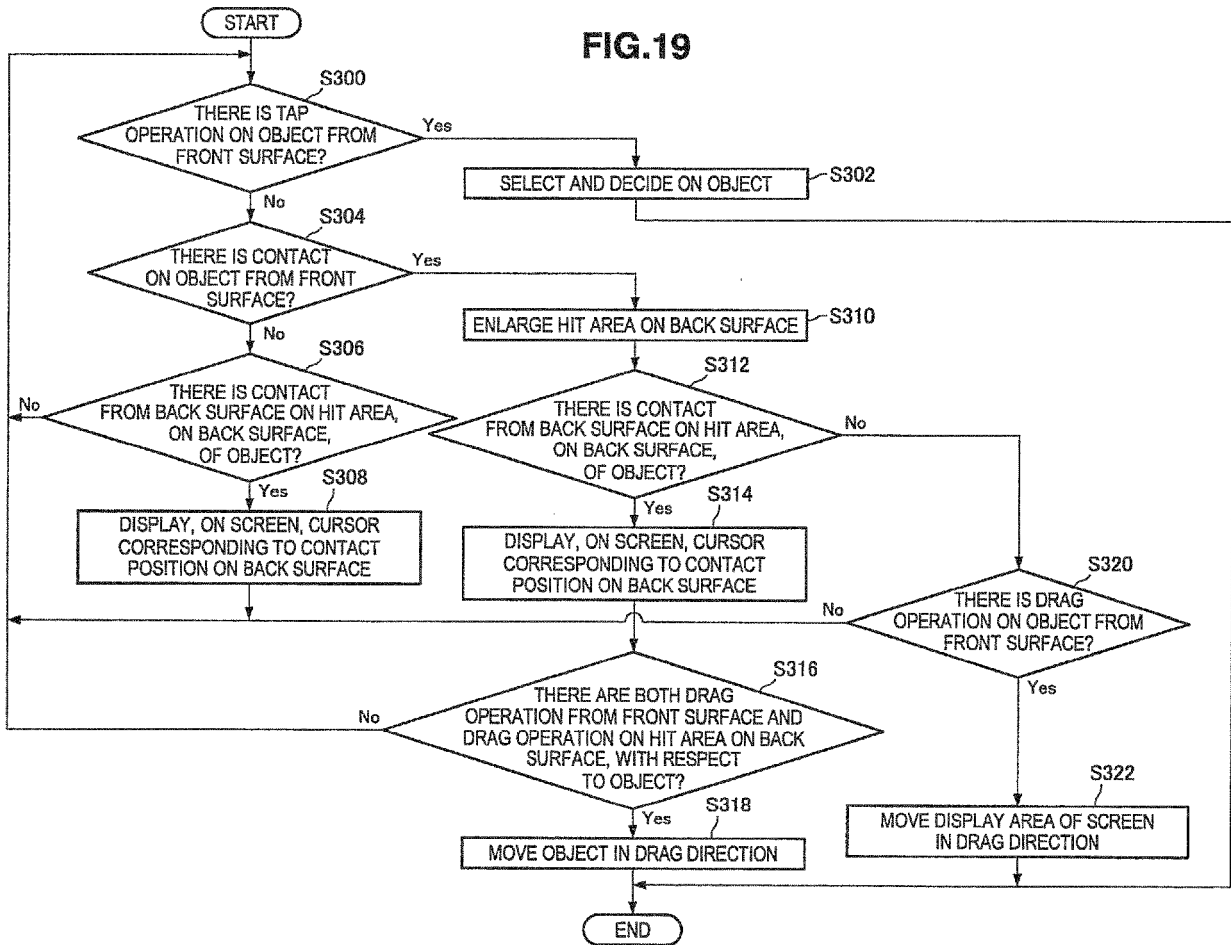 START
FIG.19
S300
THERE IS TAP
OPERATION ON OBJECT FROM
FRONT SURFACE?
Yes
No
S302
SELECT AND DECIDE ON OBJECT
S304
THERE IS CONTACT
ON OBJECT FROM FRONT
SURFACE?
Yes
No
S310
ENLARGE HIT AREA ON BACK SURFACE
S306
THERE IS CONTACT
FROM BACK SURFACE ON HIT AREA,
ON BACK SURFACE,
OF OBJECT?
No
Yes
S312
THERE IS CONTACT
FROM BACK SURFACE ON HIT AREA,
ON BACK SURFACE,
OF OBJECT?
No
Yes
S308
DISPLAY, ON SCREEN, CURSOR
CORRESPONDING TO CONTACT
POSITION ON BACK SURFACE
S314
DISPLAY, ON SCREEN, CURSOR
CORRESPONDING TO CONTACT
POSITION ON BACK SURFACE
S320
THERE IS DRAG
OPERATION ON OBJECT FROM
FRONT SURFACE?
No
Yes
S316
THERE ARE BOTH DRAG
OPERATION FROM FRONT SURFACE AND
DRAG OPERATION ON HIT AREA ON BACK
SURFACE, WITH RESPECT
TO OBJECT?
No
Yes
S318
MOVE OBJECT IN DRAG DIRECTION
S322
MOVE DISPLAY AREA OF SCREEN
IN DRAG DIRECTION
END